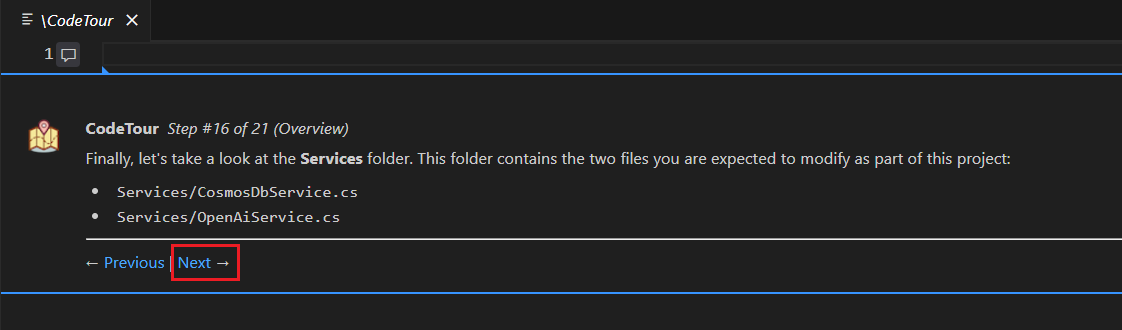 \CodeTour
1
CodeTour Step #16 of 21 (Overview)
Finally, let's take a look at the Services folder. This folder contains the two files you are expected to modify as part of this project:
• Services/CosmosDbService.cs
• Services/OpenAiService.cs
← Previous | Next →